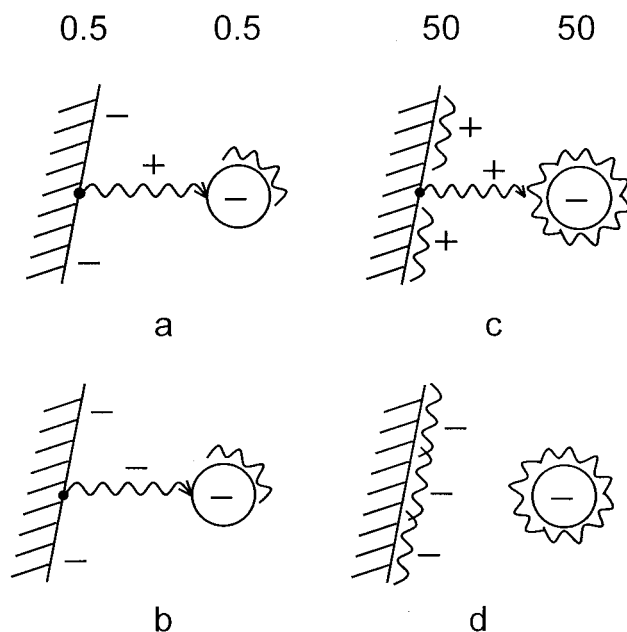 0.5 0.5 50 50
− + − − + + − +
a c
− − − − − − − −
b d